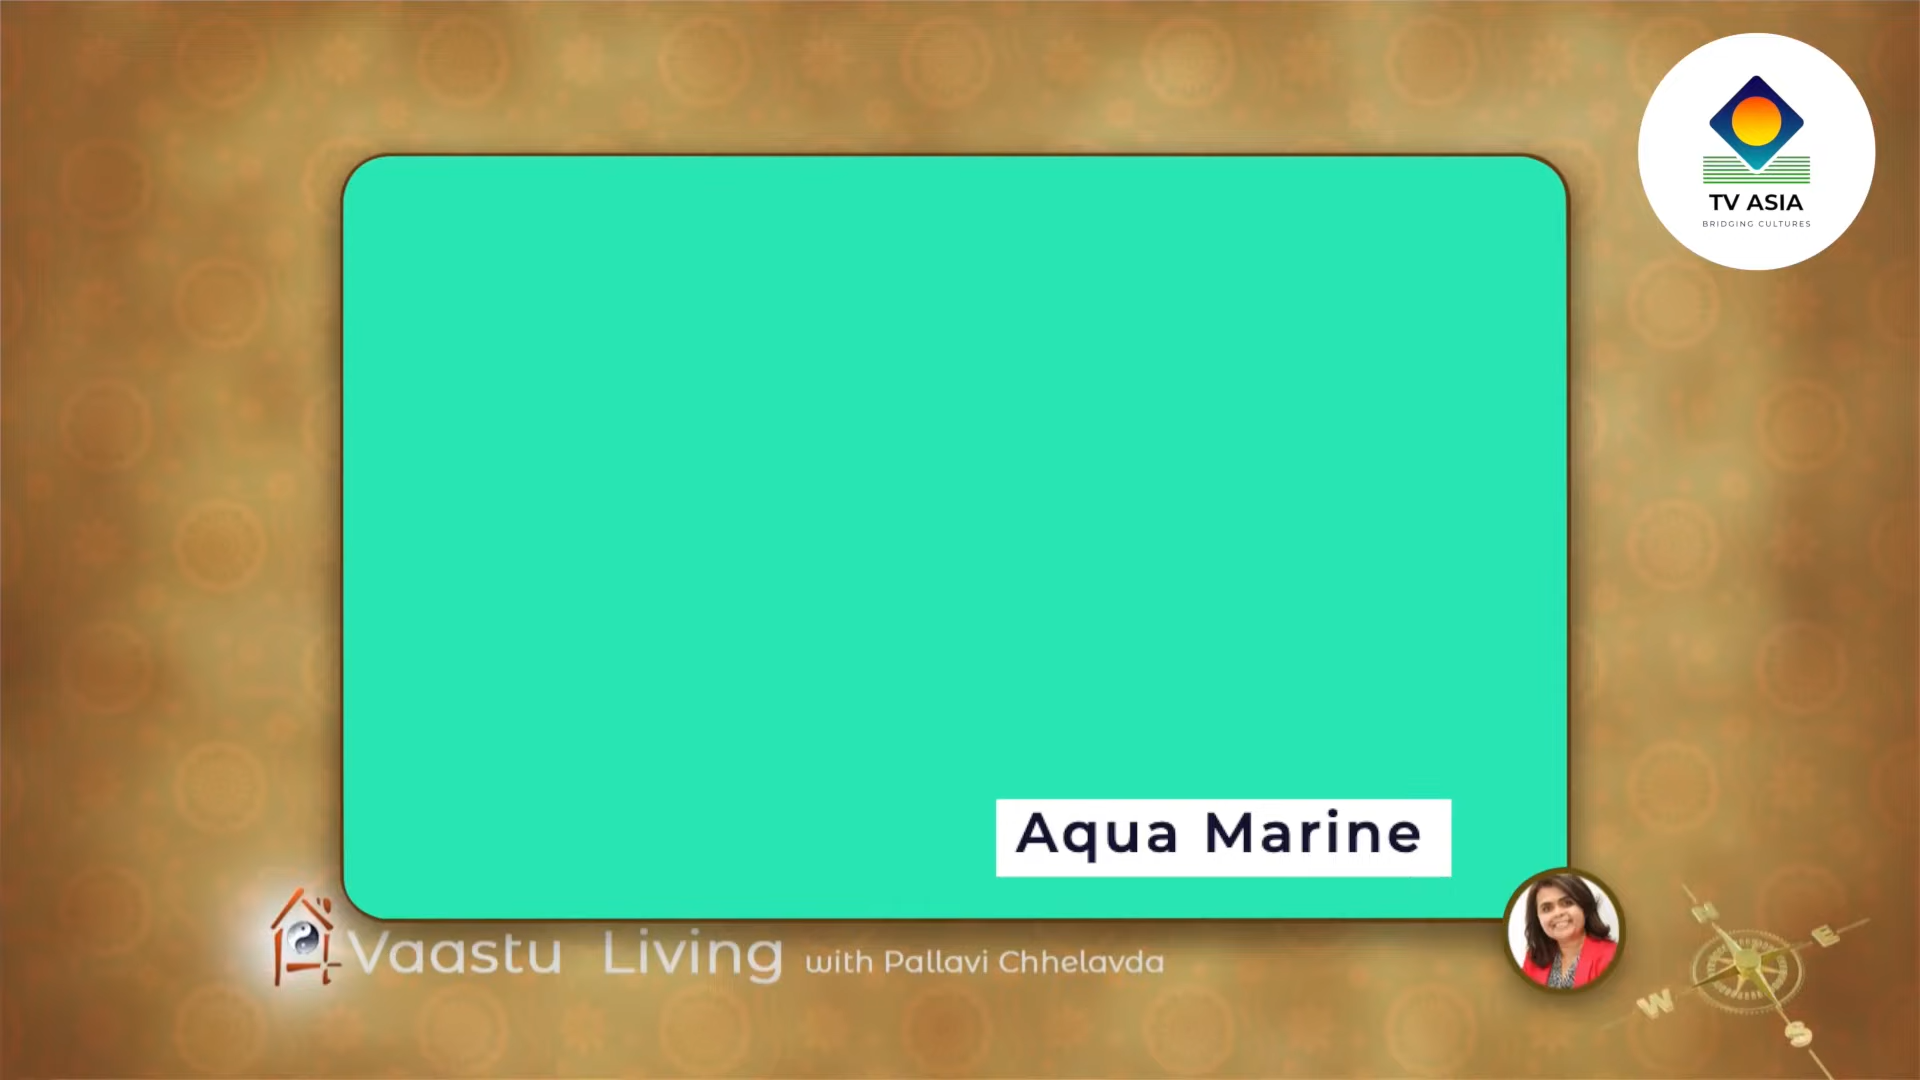 TV ASIA
BRIDGING CULTURES
Aqua Marine
Vaastu Living with Pallavi Chhelavda
N
E
W
S